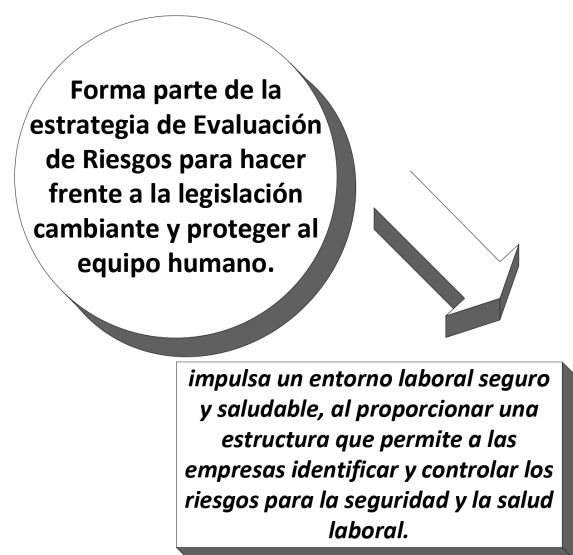 Forma parte de la
estrategia de Evaluación
de Riesgos para hacer
frente a la legislación
cambiante y proteger al
equipo humano.
impulsa un entorno laboral seguro
y saludable, al proporcionar una
estructura que permite a las
empresas identificar y controlar los
riesgos para la seguridad y la salud
laboral.